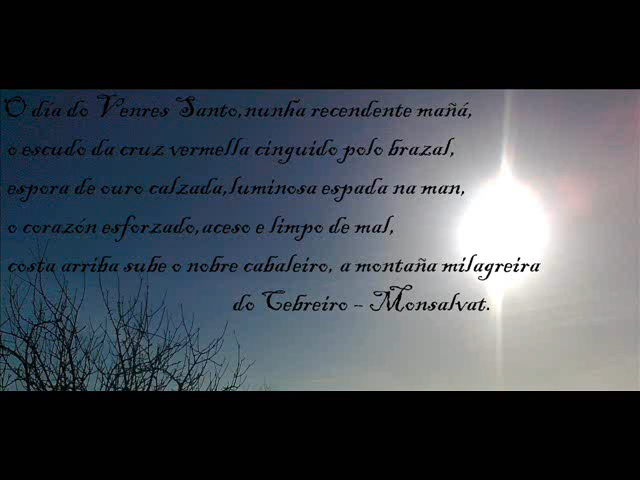 O día do Venres Santo,nunha recendente mañá,
o escudo da cruz vermella cinguido polo brazal,
espora de ouro calzada,luminosa espada na man,
o corazón esforzado,aceso e limpo de mal,
costa arriba sube o nobre cabaleiro, a montaña milagreira
do Cebreiro – Monsalvat.